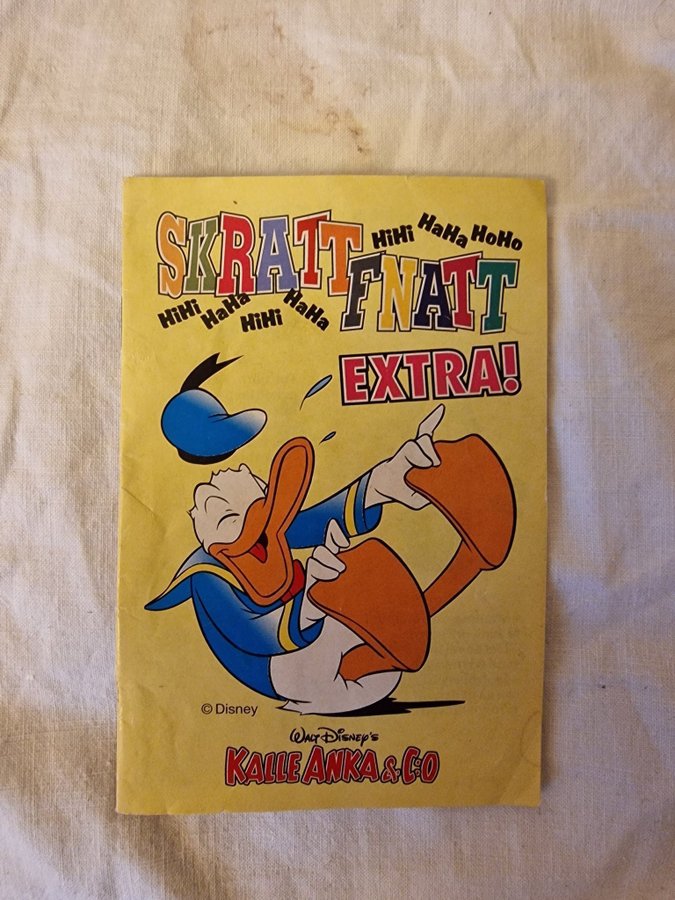 SKRATT HiHi HaHa HoHo
HiHi HaHa HiHi HaHa FNATT
EXTRA!
© Disney
WALT DISNEY'S
KALLE ANKA & C:O